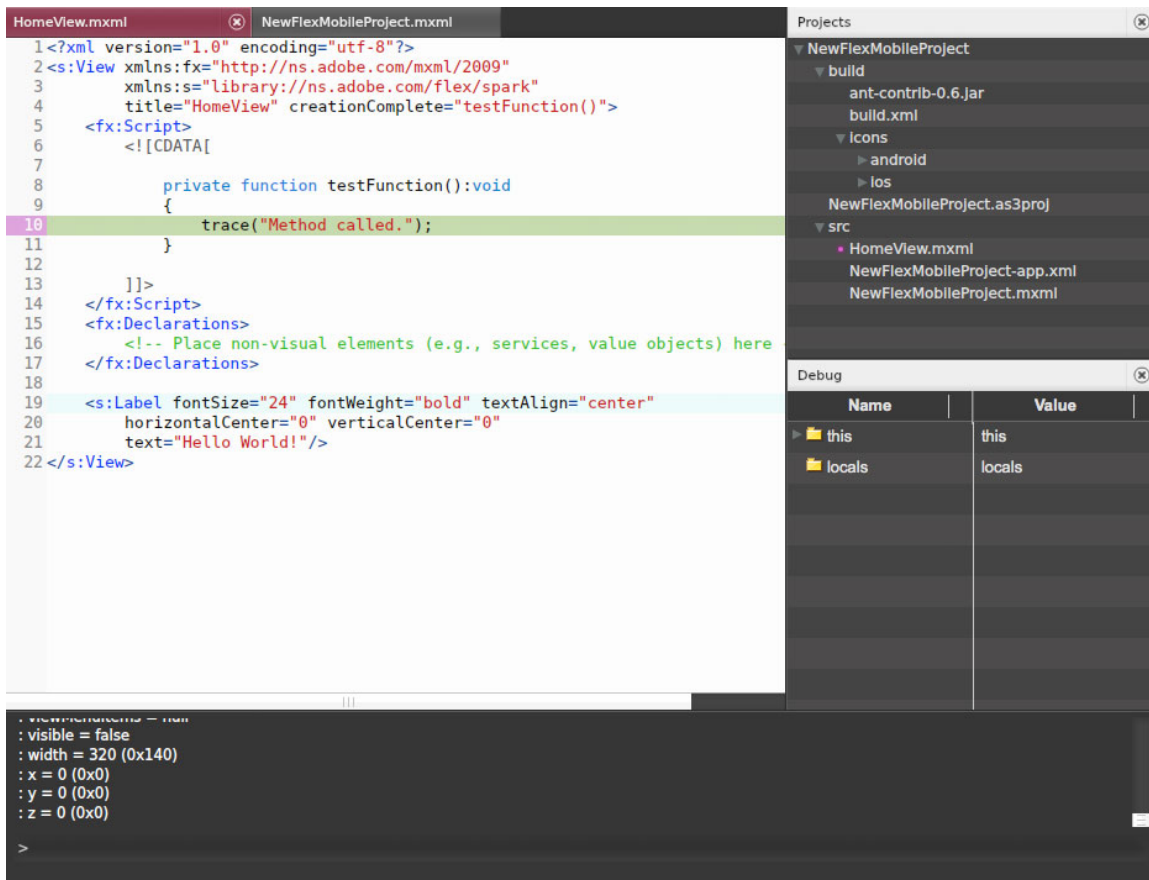 HomeView.mxml
NewFlexMobileProject.mxml
1 <?xml version="1.0" encoding="utf-8"?>
2 <s:View xmlns:fx="http://ns.adobe.com/mxml/2009"
3 xmlns:s="library://ns.adobe.com/flex/spark"
4 title="HomeView" creationComplete="testFunction()">
5 <fx:Script>
6 <![CDATA[
7
8 private function testFunction():void
9 {
10 trace("Method called.");
11 }
12
13 ]]>
14 </fx:Script>
15 <fx:Declarations>
16 <!-- Place non-visual elements (e.g., services, value objects) here
17 </fx:Declarations>
18
19 <s:Label fontSize="24" fontWeight="bold" textAlign="center"
20 horizontalCenter="0" verticalCenter="0"
21 text="Hello World!"/>
22 </s:View>
Projects
NewFlexMobileProject
build
ant-contrib-0.6.jar
build.xml
icons
android
ios
NewFlexMobileProject.as3proj
src
HomeView.mxml
NewFlexMobileProject-app.xml
NewFlexMobileProject.mxml
Debug
Name Value
this this
locals locals
: viewMenuItems = null
: visible = false
: width = 320 (0x140)
: x = 0 (0x0)
: y = 0 (0x0)
: z = 0 (0x0)
>